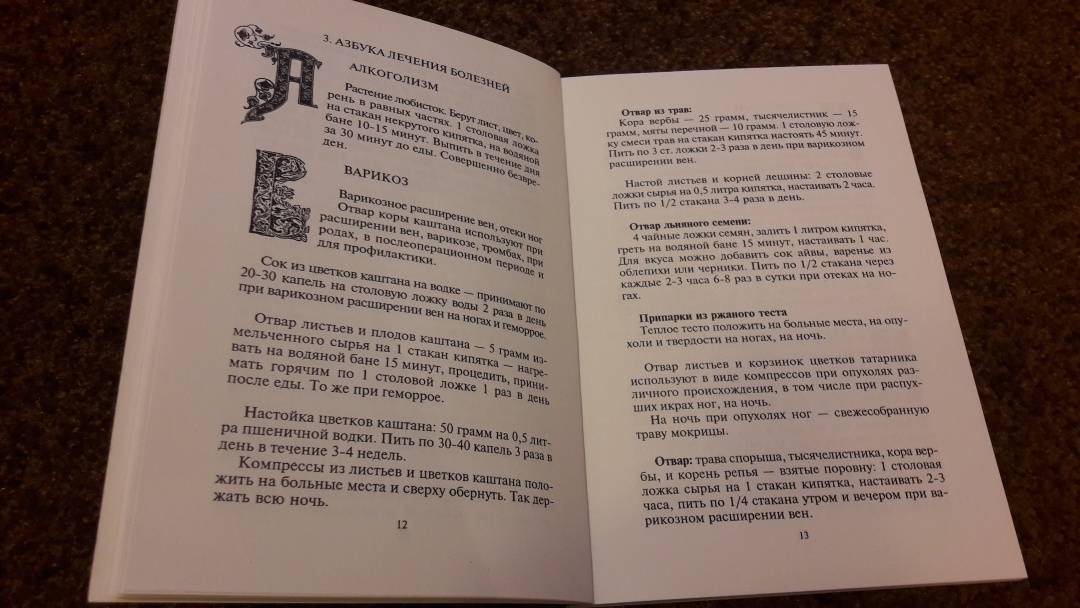 3. АЗБУКА ЛЕЧЕНИЯ БОЛЕЗНЕЙ
АЛКОГОЛИЗМ
А
Растение любисток. Берут лист, цвет, ко-
рень в равных частях. 1 столовая ложка
на стакан некрутого кипятка, на водяной
бане 10-15 минут. Выпить в течение дня
за 30 минут до еды. Совершенно безвре-
ден.
ВАРИКОЗ
В
Варикозное расширение вен, отеки ног
Отвар коры каштана используют при
расширении вен, варикозе, тромбах, при
родах, в послеоперационном периоде и
для профилактики.
Сок из цветков каштана на водке — принимают по
20-30 капель на столовую ложку воды 2 раза в день
при варикозном расширении вен на ногах и геморрое.
Отвар листьев и плодов каштана — 5 грамм из-
мельченного сырья на 1 стакан кипятка — нагре-
вать на водяной бане 15 минут, процедить, прини-
мать горячим по 1 столовой ложке 1 раз в день
после еды. То же при геморрое.
Настойка цветков каштана: 50 грамм на 0,5 лит-
ра пшеничной водки. Пить по 30-40 капель 3 раза в
день в течение 3-4 недель.
Компрессы из листьев и цветков каштана поло-
жить на больные места и сверху обернуть. Так дер-
жать всю ночь.
12
Отвар из трав:
Кора вербы — 25 грамм, тысячелистник — 15
грамм, мяты перечной — 10 грамм. 1 столовую лож-
ку смеси трав на стакан кипятка настоять 45 минут.
Пить по 3 ст. ложки 2-3 раза в день при варикозном
расширении вен.
Настой листьев и корней лещины: 2 столовые
ложки сырья на 0,5 литра кипятка, настаивать 2 часа.
Пить по 1/2 стакана 3-4 раза в день.
Отвар льняного семени:
4 чайные ложки семян, залить 1 литром кипятка,
греть на водяной бане 15 минут, настаивать 1 час.
Для вкуса можно добавить сок айвы, варенье из
облепихи или черники. Пить по 1/2 стакана через
каждые 2-3 часа 6-8 раз в сутки при отеках на но-
гах.
Припарки из ржаного теста
Теплое тесто положить на больные места, на опу-
холи и твердости на ногах, на ночь.
Отвар листьев и корзинок цветков татарника
используют в виде компрессов при опухолях раз-
личного происхождения, в том числе при распух-
ших икрах ног, на ночь.
На ночь при опухолях ног — свежесобранную
траву мокрицы.
Отвар: трава спорыша, тысячелистника, кора вер-
бы, и корень репья — взятые поровну: 1 столовая
ложка сырья на 1 стакан кипятка, настаивать 2-3
часа, пить по 1/4 стакана утром и вечером при ва-
рикозном расширении вен.
13